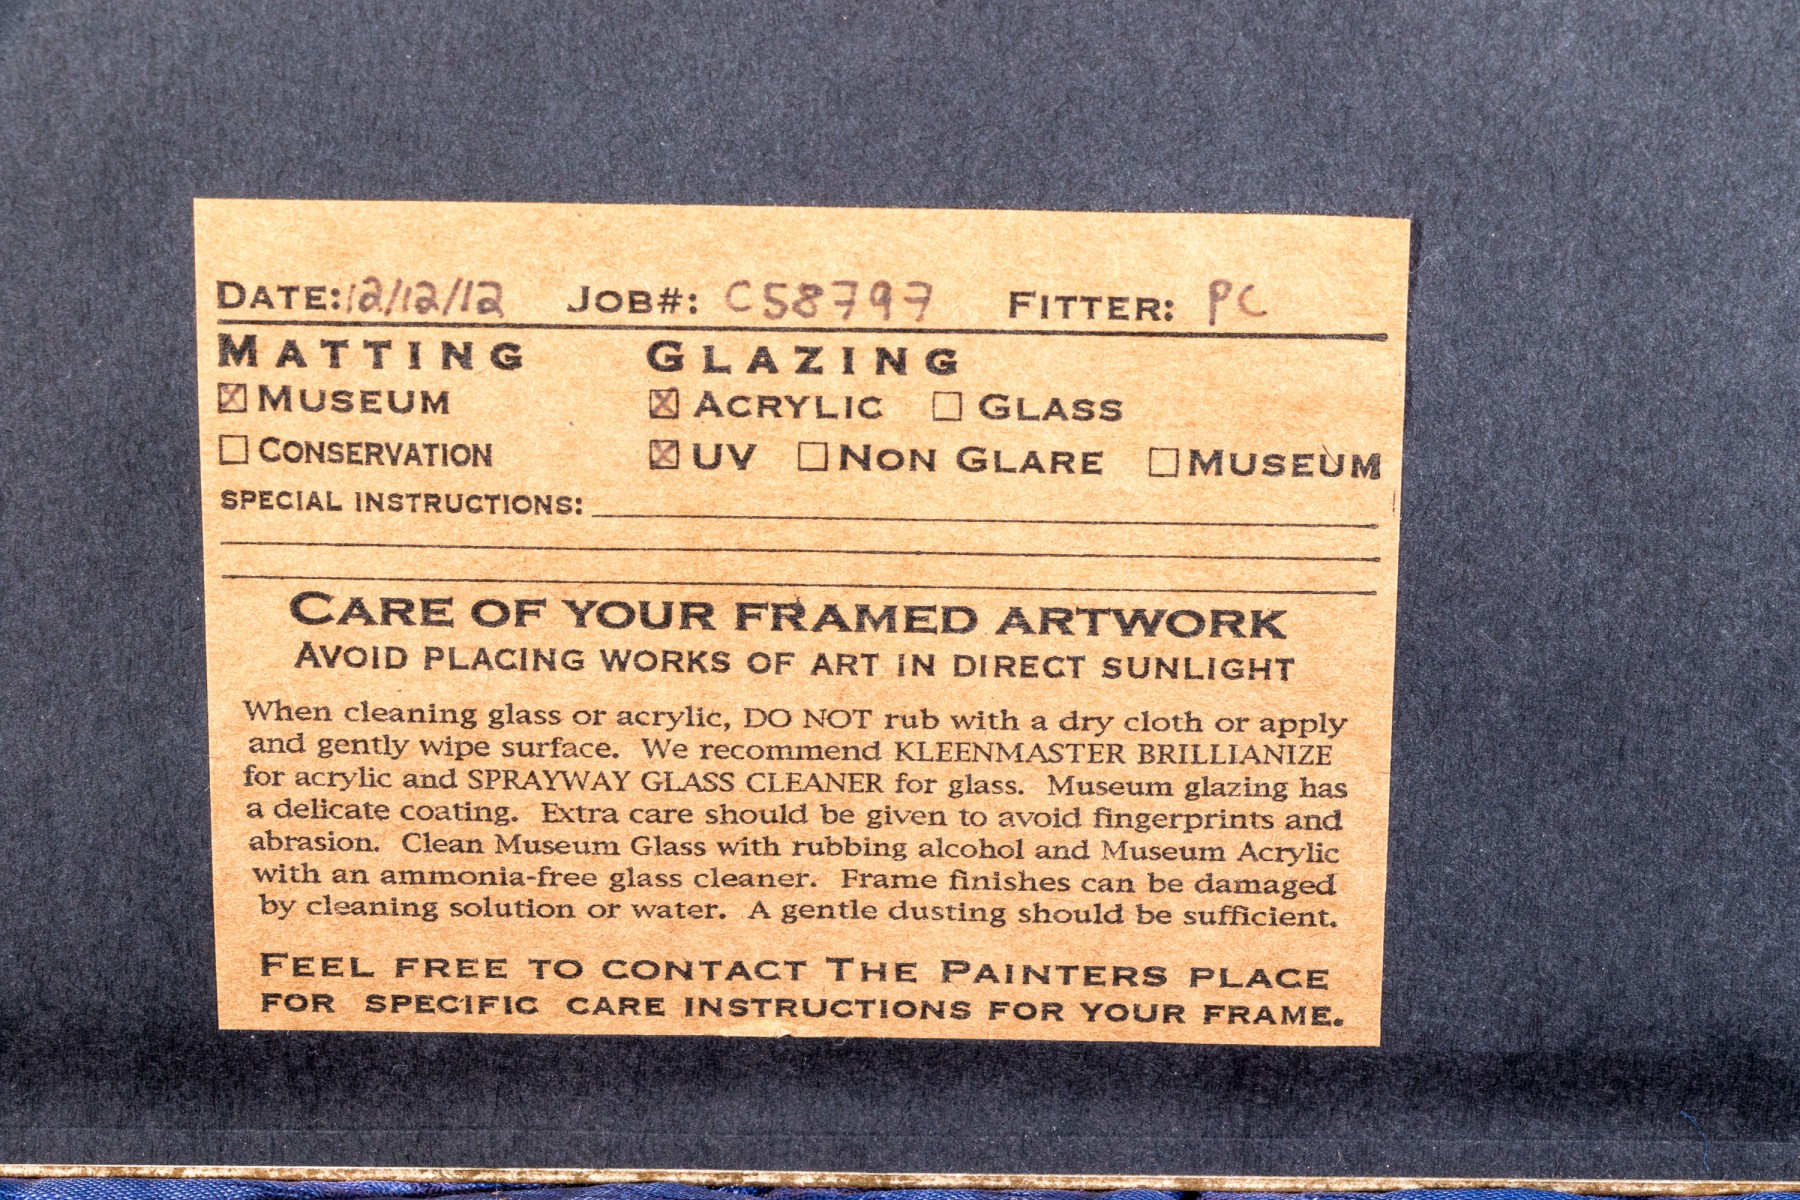 DATE: 12/12/12 JOB#: C58797 FITTER: PC
MATTING GLAZING
☒ MUSEUM ☒ ACRYLIC ☐ GLASS
☐ CONSERVATION ☒ UV ☐ NON GLARE ☐ MUSEUM
SPECIAL INSTRUCTIONS:
CARE OF YOUR FRAMED ARTWORK
AVOID PLACING WORKS OF ART IN DIRECT SUNLIGHT
When cleaning glass or acrylic, DO NOT rub with a dry cloth or apply
and gently wipe surface. We recommend KLEENMASTER BRILLIANIZE
for acrylic and SPRAYWAY GLASS CLEANER for glass. Museum glazing has
a delicate coating. Extra care should be given to avoid fingerprints and
abrasion. Clean Museum Glass with rubbing alcohol and Museum Acrylic
with an ammonia-free glass cleaner. Frame finishes can be damaged
by cleaning solution or water. A gentle dusting should be sufficient.
FEEL FREE TO CONTACT THE PAINTERS PLACE
FOR SPECIFIC CARE INSTRUCTIONS FOR YOUR FRAME.